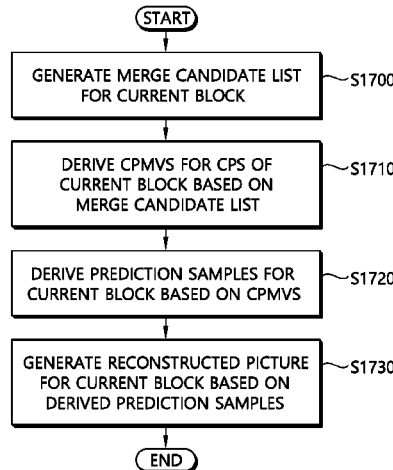 START
GENERATE MERGE CANDIDATE LIST
FOR CURRENT BLOCK
S1700
DERIVE CPMVS FOR CPS OF
CURRENT BLOCK BASED ON
MERGE CANDIDATE LIST
S1710
DERIVE PREDICTION SAMPLES FOR
CURRENT BLOCK BASED ON CPMVS
S1720
GENERATE RECONSTRUCTED PICTURE
FOR CURRENT BLOCK BASED ON
DERIVED PREDICTION SAMPLES
S1730
END